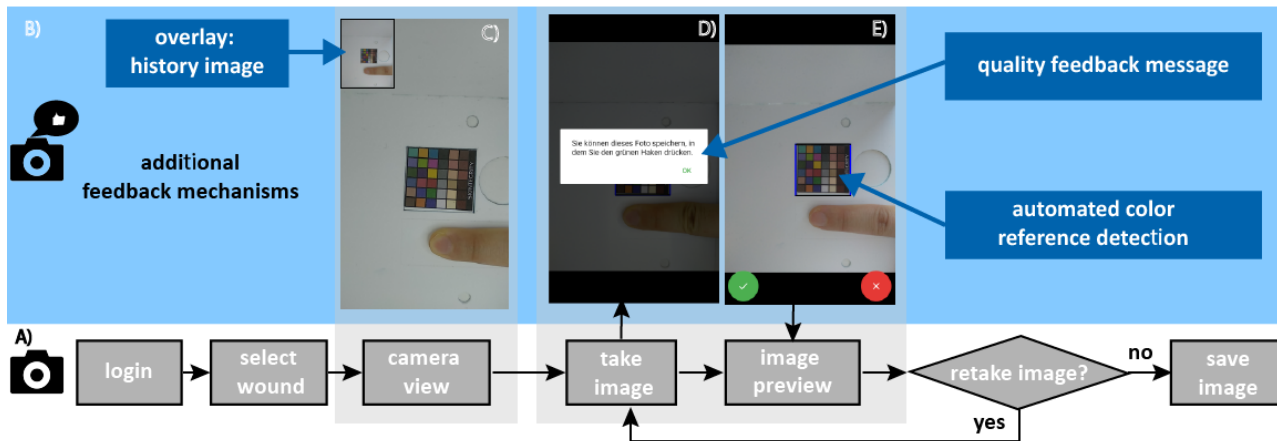 B)
overlay:
history image
C)
D)
E)
quality feedback message
additional
feedback mechanisms
Sie können dieses Foto speichern, in
dem Sie den grünen Haken drücken.
OK
automated color
reference detection
A)
login
select
wound
camera
view
take
image
image
preview
retake image?
no
yes
save
image